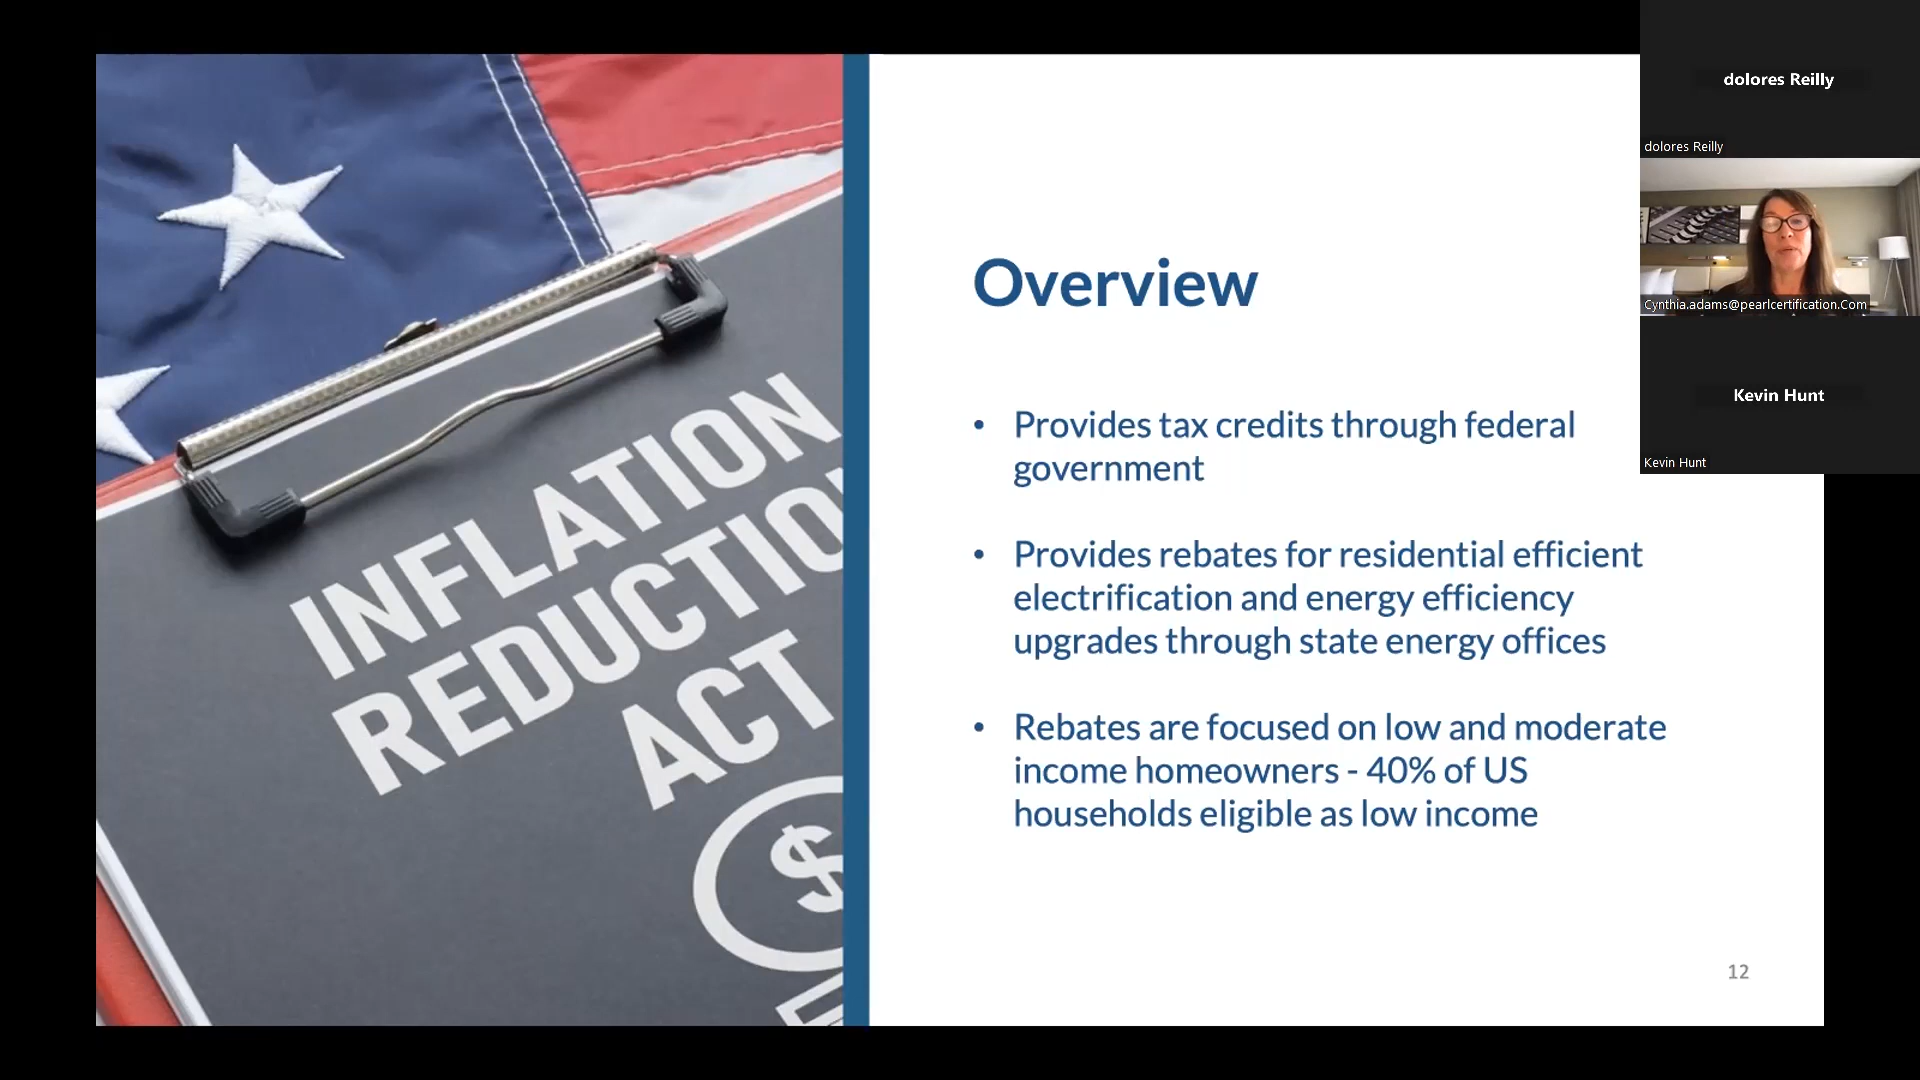 INFLATION
REDUCTIO
ACT
$
Overview
• Provides tax credits through federal
government
• Provides rebates for residential efficient
electrification and energy efficiency
upgrades through state energy offices
• Rebates are focused on low and moderate
income homeowners - 40% of US
households eligible as low income
12
dolores Reilly
dolores Reilly
Cynthia.adams@pearlcertification.Com
Kevin Hunt
Kevin Hunt